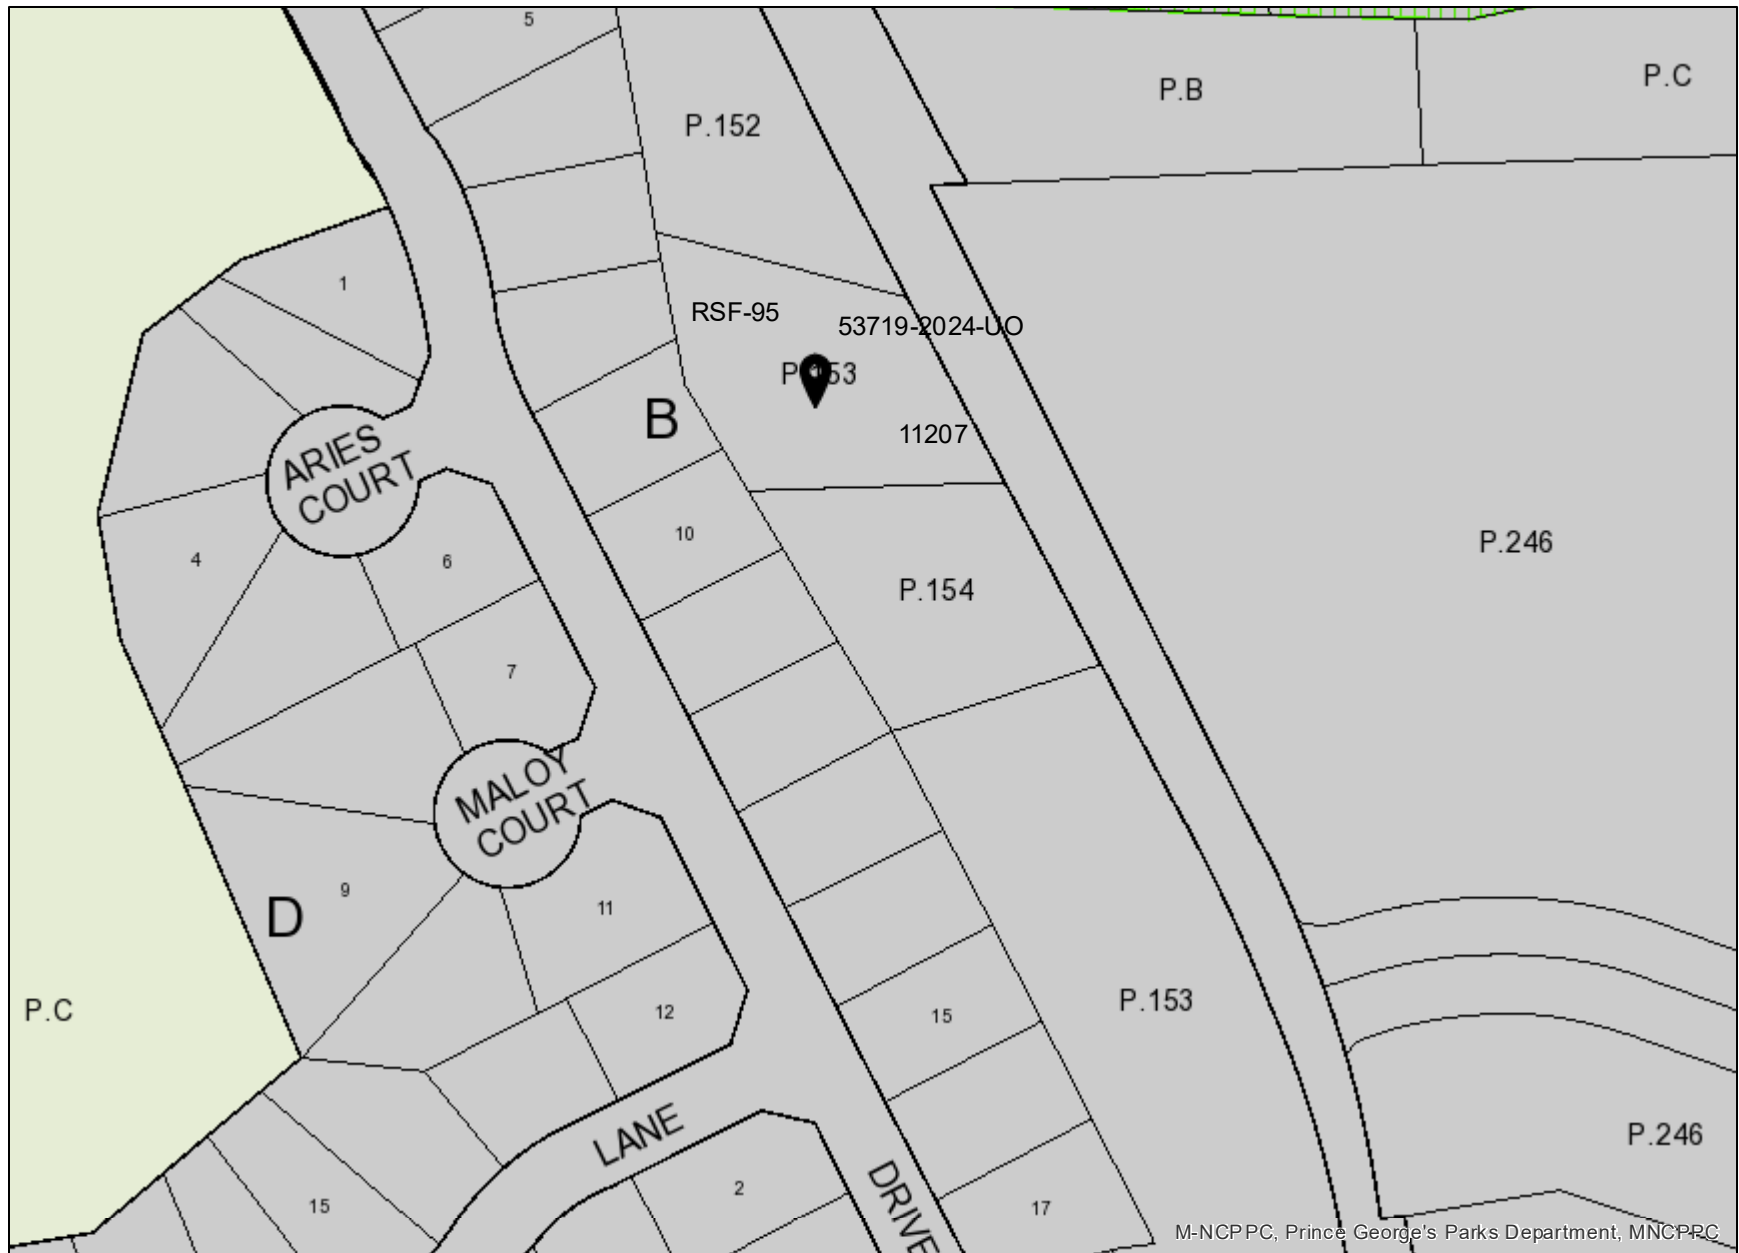 5
P.B
P.C
P.152
1
RSF-95
53719-2024-UO
P.153
11207
B
ARIES
COURT
10
4
6
P.246
P.154
7
MALOY
COURT
9
D
11
P.C
12
15
P.153
LANE
P.246
15
2
17
DRIVE
M-NCPPC, Prince George's Parks Department, MNCPPC